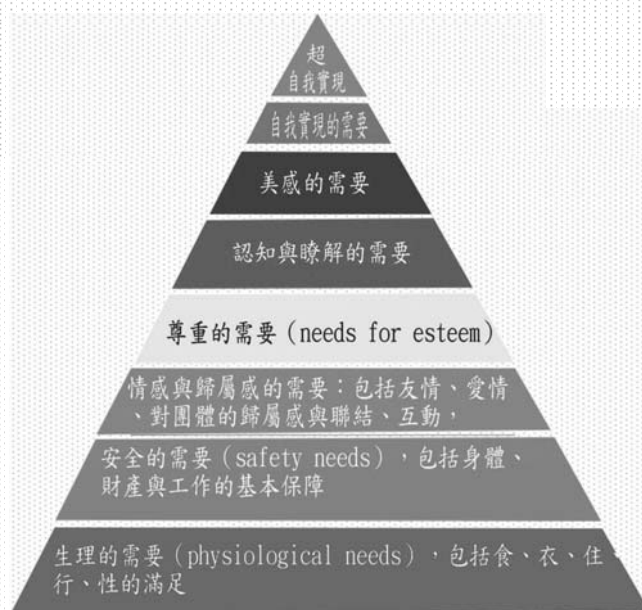 超
自我實現
自我實現的需要
美感的需要
認知與瞭解的需要
尊重的需要(needs for esteem)
情感與歸屬感的需要：包括友情、愛情
、對團體的歸屬感與聯結、互動，
安全的需要(safety needs)，包括身體、
財產與工作的基本保障
生理的需要(physiological needs)，包括食、衣、住、
行、性的滿足